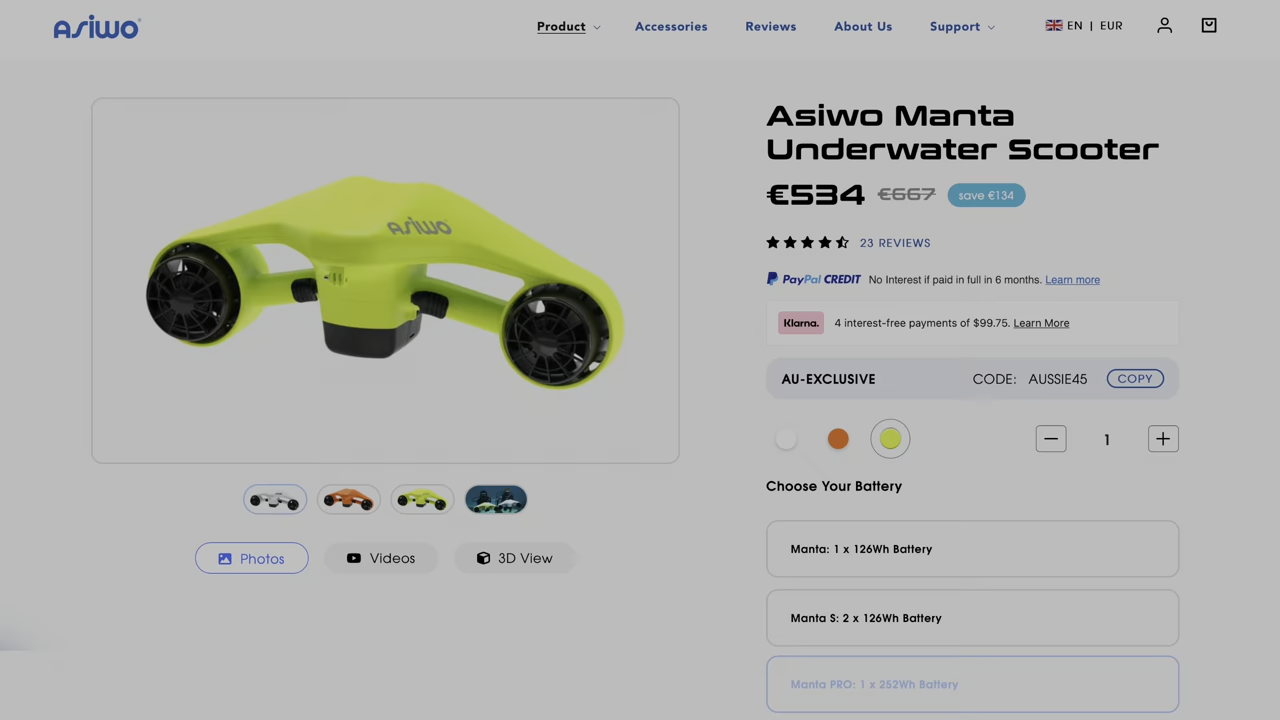 Asiwo
Product
Accessories
Reviews
About Us
Support
EN | EUR
Asiwo
Asiwo Manta
Underwater Scooter
€534 €667 save €134
23 REVIEWS
PayPal CREDIT No Interest if paid in full in 6 months. Learn more
Klarna. 4 interest-free payments of $99.75. Learn More
AU-EXCLUSIVE CODE: AUSSIE45 COPY
1
Choose Your Battery
Manta: 1 x 126Wh Battery
Manta S: 2 x 126Wh Battery
Manta PRO: 1 x 252Wh Battery
Photos
Videos
3D View